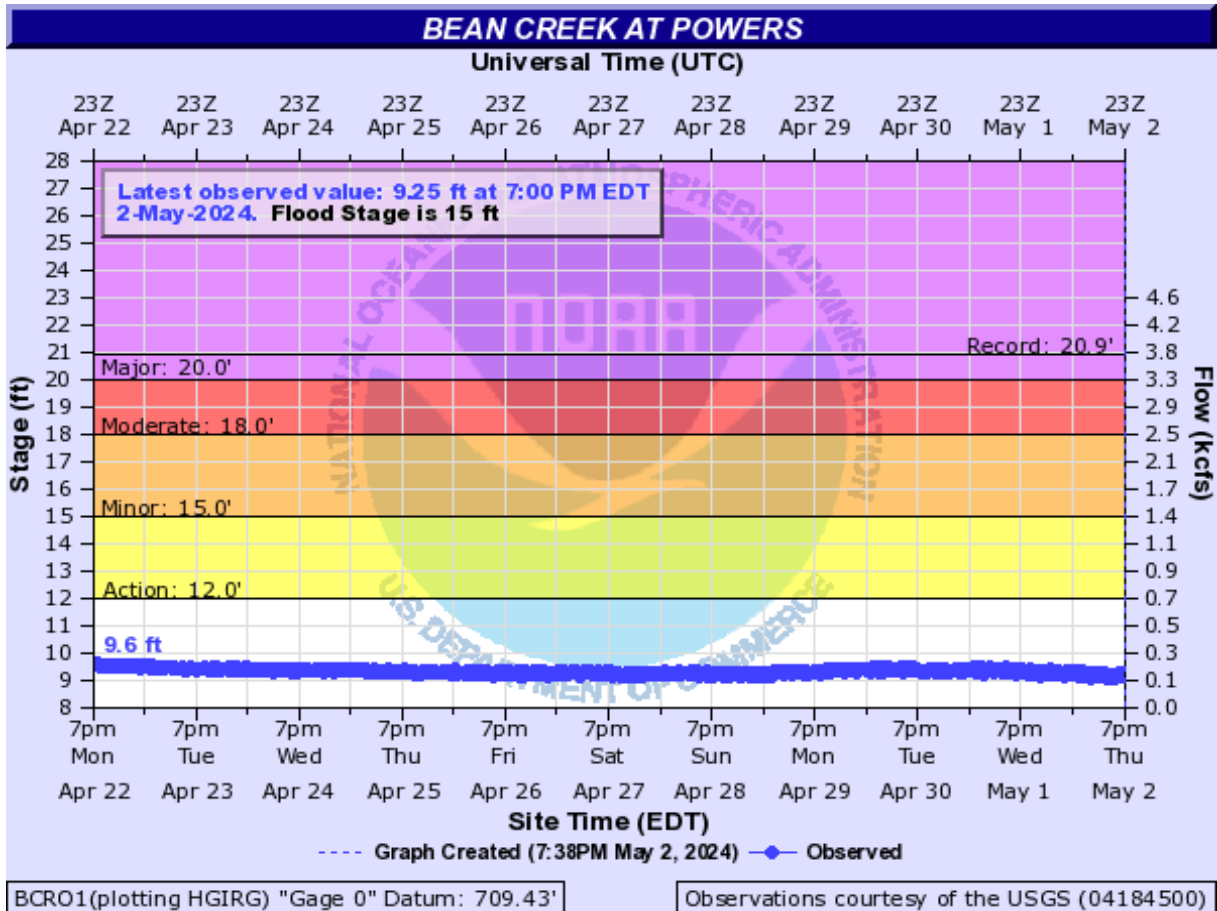 BEAN CREEK AT POWERS
Universal Time (UTC)
23Z 23Z 23Z 23Z 23Z 23Z 23Z 23Z 23Z 23Z 23Z
Apr 22 Apr 23 Apr 24 Apr 25 Apr 26 Apr 27 Apr 28 Apr 29 Apr 30 May 1 May 2
Latest observed value: 9.25 ft at 7:00 PM EDT
2-May-2024. Flood Stage is 15 ft
NATIONAL OCEANIC AND ATMOSPHERIC ADMINISTRATION
NOAA
U.S. DEPARTMENT OF COMMERCE
Stage (ft)
28
27
26
25
24
23
22
21
20
19
18
17
16
15
14
13
12
11
10
9
8
Record: 20.9'
Major: 20.0'
Moderate: 18.0'
Minor: 15.0'
Action: 12.0'
9.6 ft
4.6
4.2
3.8
3.3
2.9
2.5
2.1
1.7
1.4
1.1
0.9
0.7
0.5
0.3
0.1
0.0
Flow (kcfs)
7pm 7pm 7pm 7pm 7pm 7pm 7pm 7pm 7pm 7pm 7pm
Mon Tue Wed Thu Fri Sat Sun Mon Tue Wed Thu
Apr 22 Apr 23 Apr 24 Apr 25 Apr 26 Apr 27 Apr 28 Apr 29 Apr 30 May 1 May 2
Site Time (EDT)
Graph Created (7:38PM May 2, 2024) Observed
BCRO1(plotting HGIRG) "Gage 0" Datum: 709.43'
Observations courtesy of the USGS (04184500)